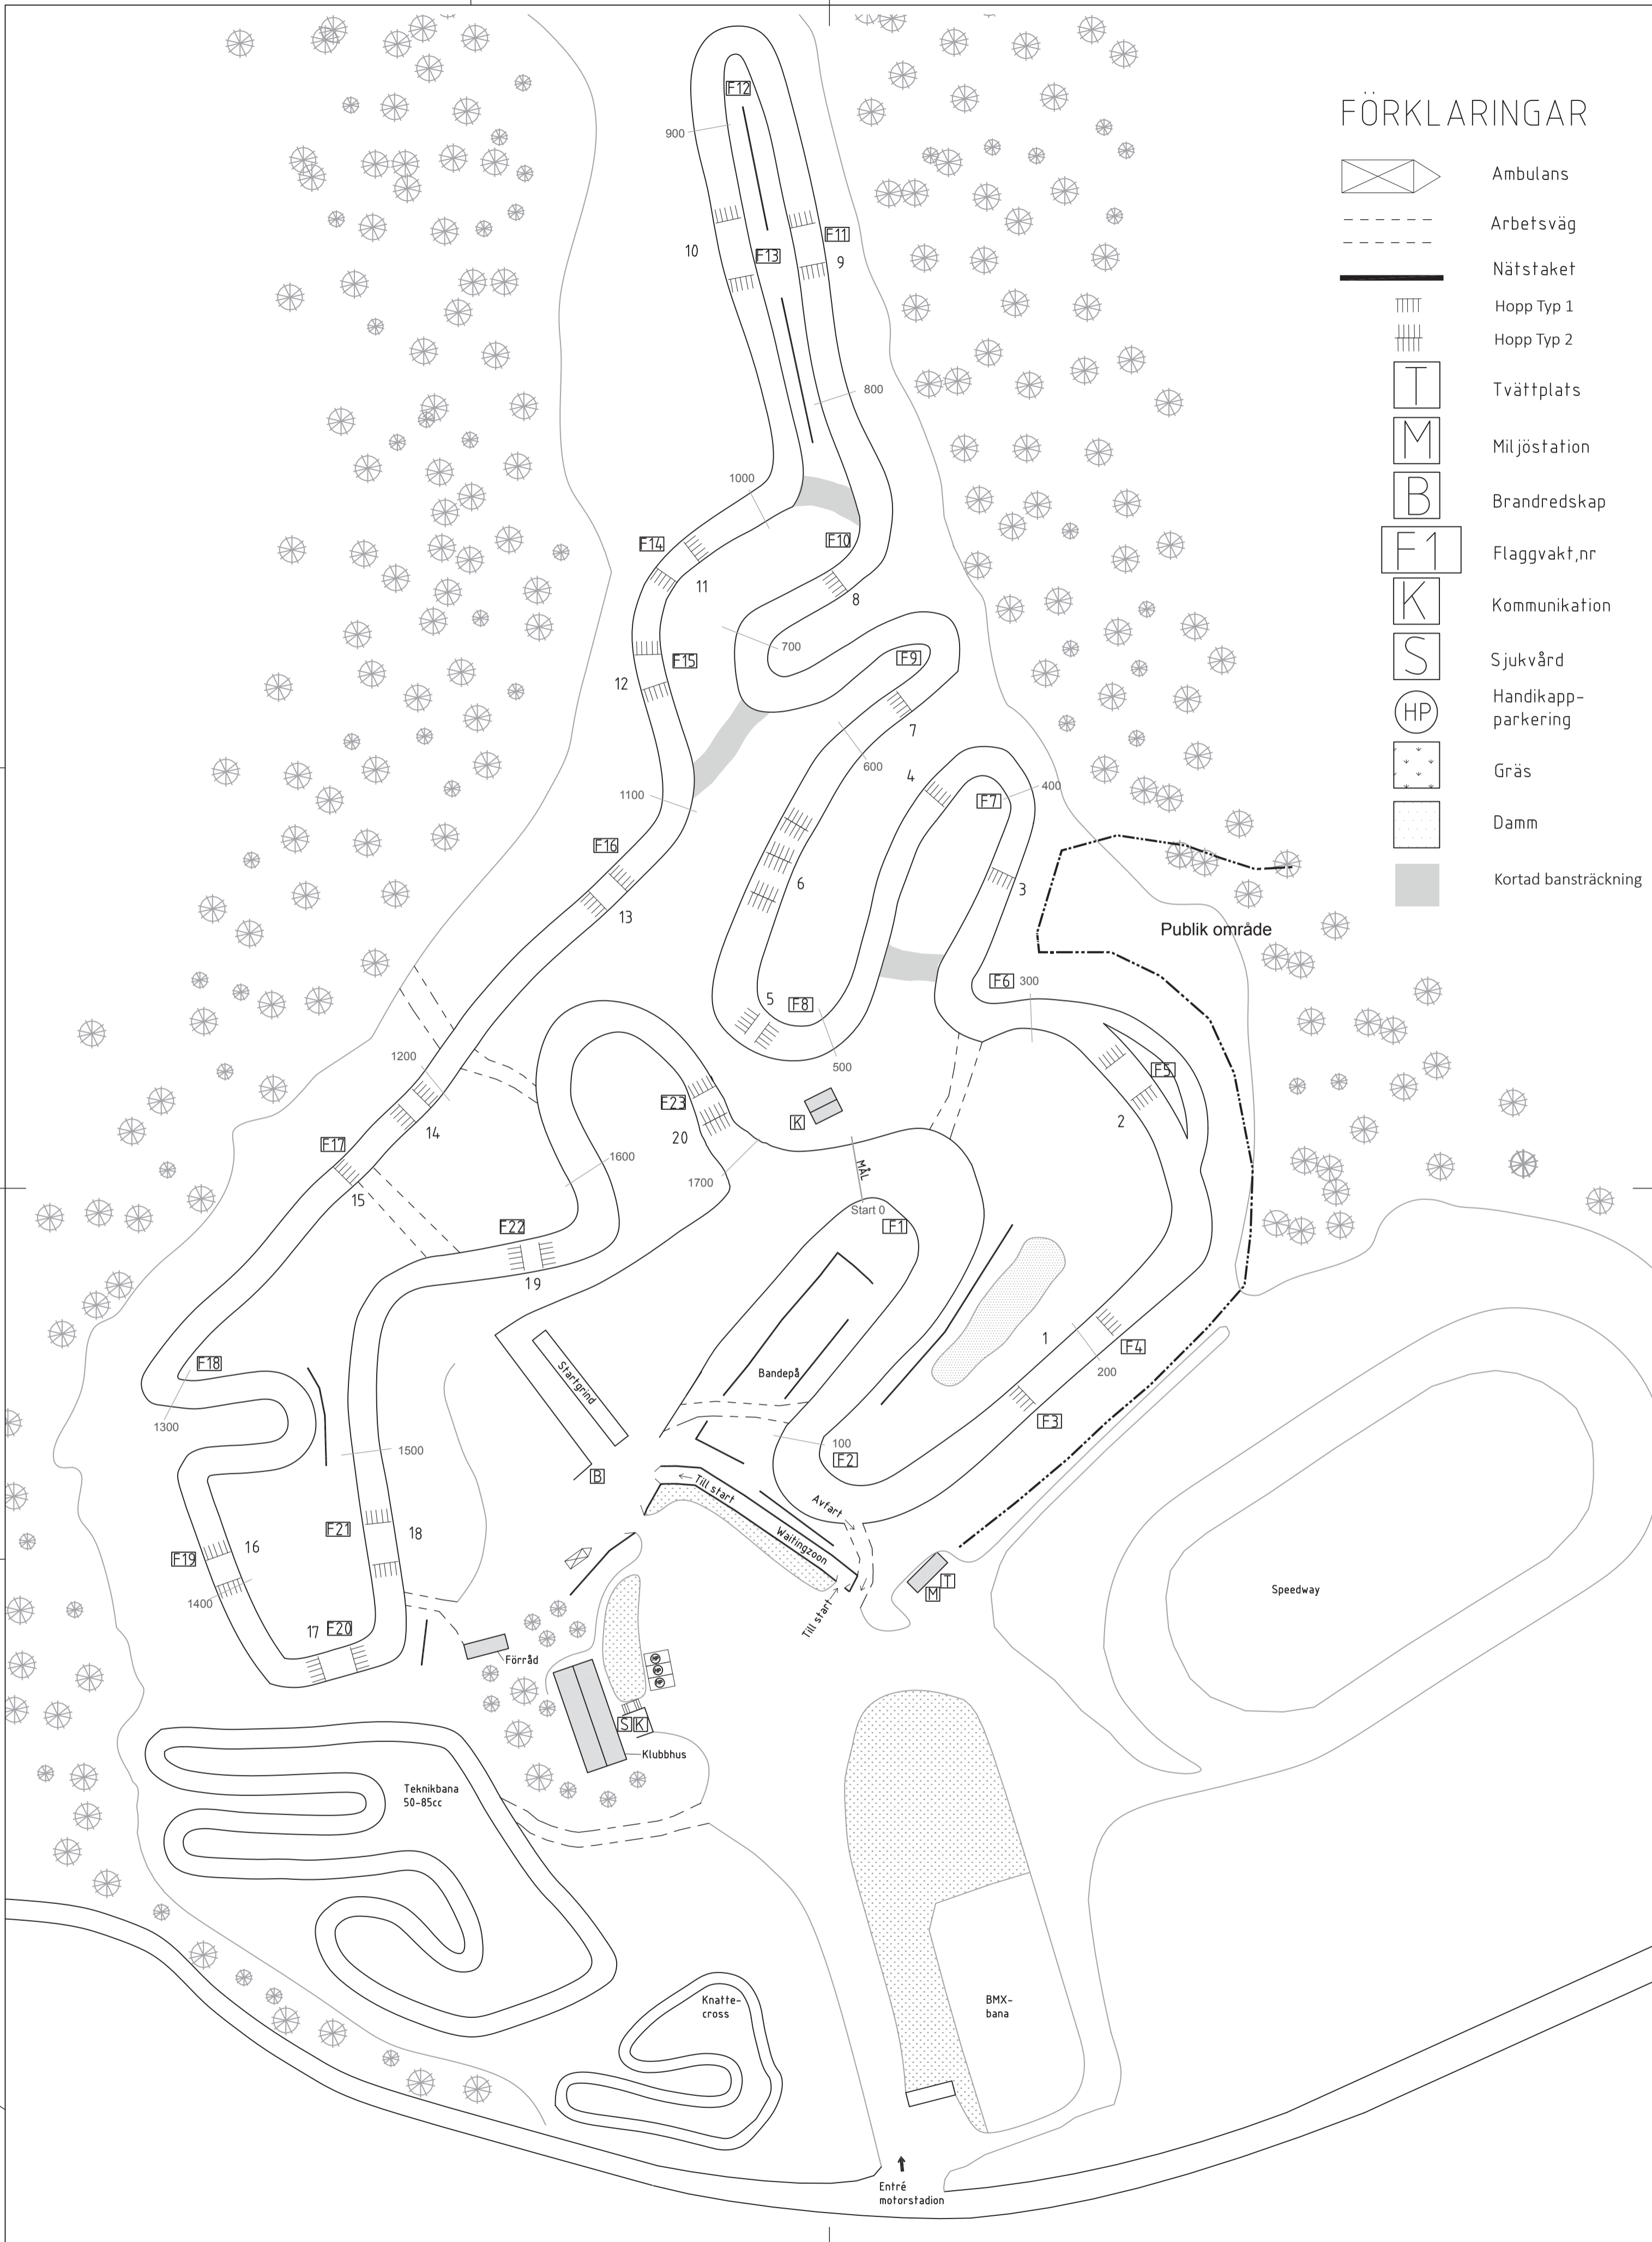 FÖRKLARINGAR
Ambulans
Arbetsväg
Nätstaket
Hopp Typ 1
Hopp Typ 2
T Tvättplats
M Miljöstation
B Brandredskap
F1 Flaggvakt,nr
K Kommunikation
S Sjukvård
HP Handikapp-
parkering
Gräs
Damm
Kortad bansträckning
F12
900
10
F13
F11
9
800
1000
F14
11
F10
8
700
F15
12
F9
7
600
4
F7
400
1100
F16
13
6
3
Publik område
5
F8
F6
300
500
1200
14
F17
15
F23
20
K
F5
2
1600
1700
MÅL
Start 0
F1
F22
19
F18
1300
Startgrind
Bandepå
1
F4
200
F3
1500
100
F2
B
Till start
Waitingzoon
Avfart
Till start
F21
18
F19
16
1400
17
F20
T
M
Speedway
Förråd
S K
Klubbhus
Teknikbana
50-85cc
Knatte-
cross
BMX-
bana
Entré
motorstadion